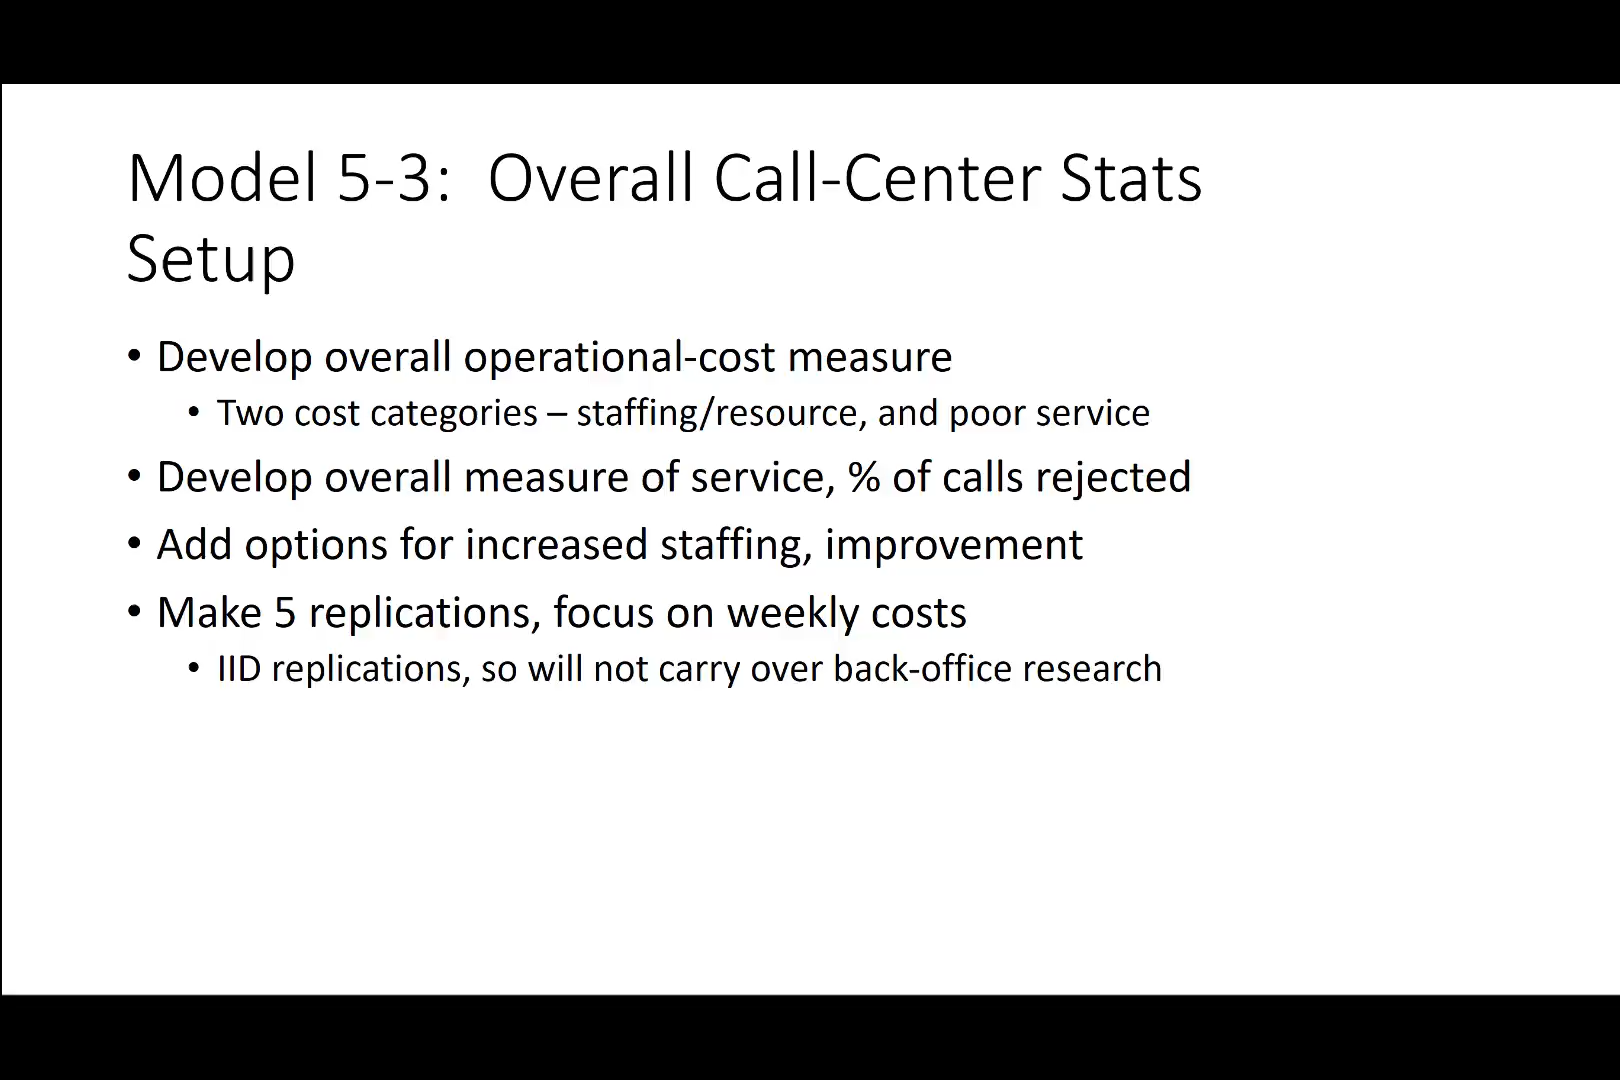 Model 5-3:  Overall Call-Center Stats
Setup
• Develop overall operational-cost measure
• Two cost categories – staffing/resource, and poor service
• Develop overall measure of service, % of calls rejected
• Add options for increased staffing, improvement
• Make 5 replications, focus on weekly costs
• IID replications, so will not carry over back-office research